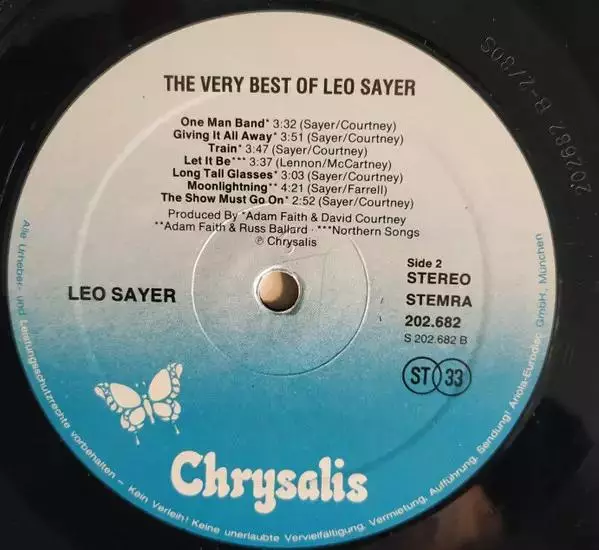 THE VERY BEST OF LEO SAYER
One Man Band* 3:32 (Sayer/Courtney)
Giving It All Away* 3:51 (Sayer/Courtney)
Train* 3:47 (Sayer/Courtney)
Let It Be*** 3:37 (Lennon/McCartney)
Long Tall Glasses* 3:03 (Sayer/Courtney)
Moonlightning** 4:21 (Sayer/Farrell)
The Show Must Go On* 2:52 (Sayer/Courtney)
Produced By *Adam Faith & David Courtney
**Adam Faith & Russ Ballard · ***Northern Songs
℗ Chrysalis
LEO SAYER
Side 2
STEREO
STEMRA
202.682
S 202.682 B
ST 33
Chrysalis
Alle Urheber- und Leistungsschutzrechte vorbehalten – Kein Verleih! Keine unerlaubte Vervielfältigung, Vermietung, Aufführung, Sendung! Ariola-Eurodisc GmbH, München
202682 B-2/80S